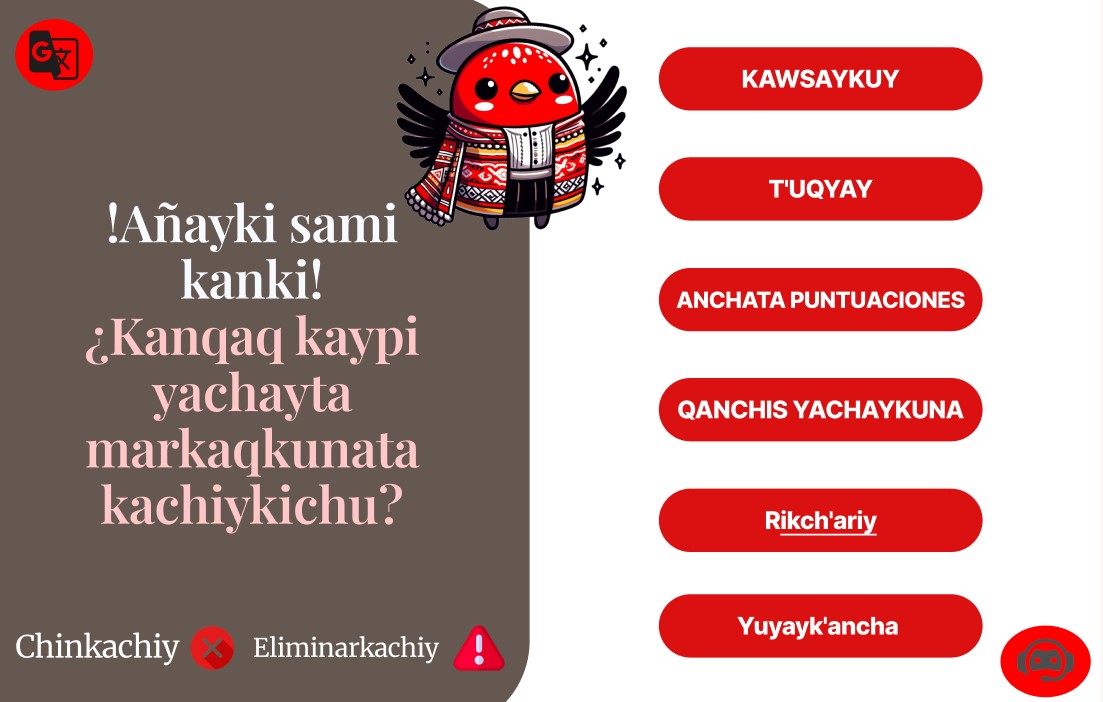 !Añayki sami
kanki!
¿Kanqaq kaypi
yachayta
markaqkunata
kachiykichu?
Chinkachiy
Eliminarkachiy
KAWSAYKUY
T'UQYAY
ANCHATA PUNTUACIONES
QANCHIS YACHAYKUNA
Rikch'ariy
Yuyayk'ancha